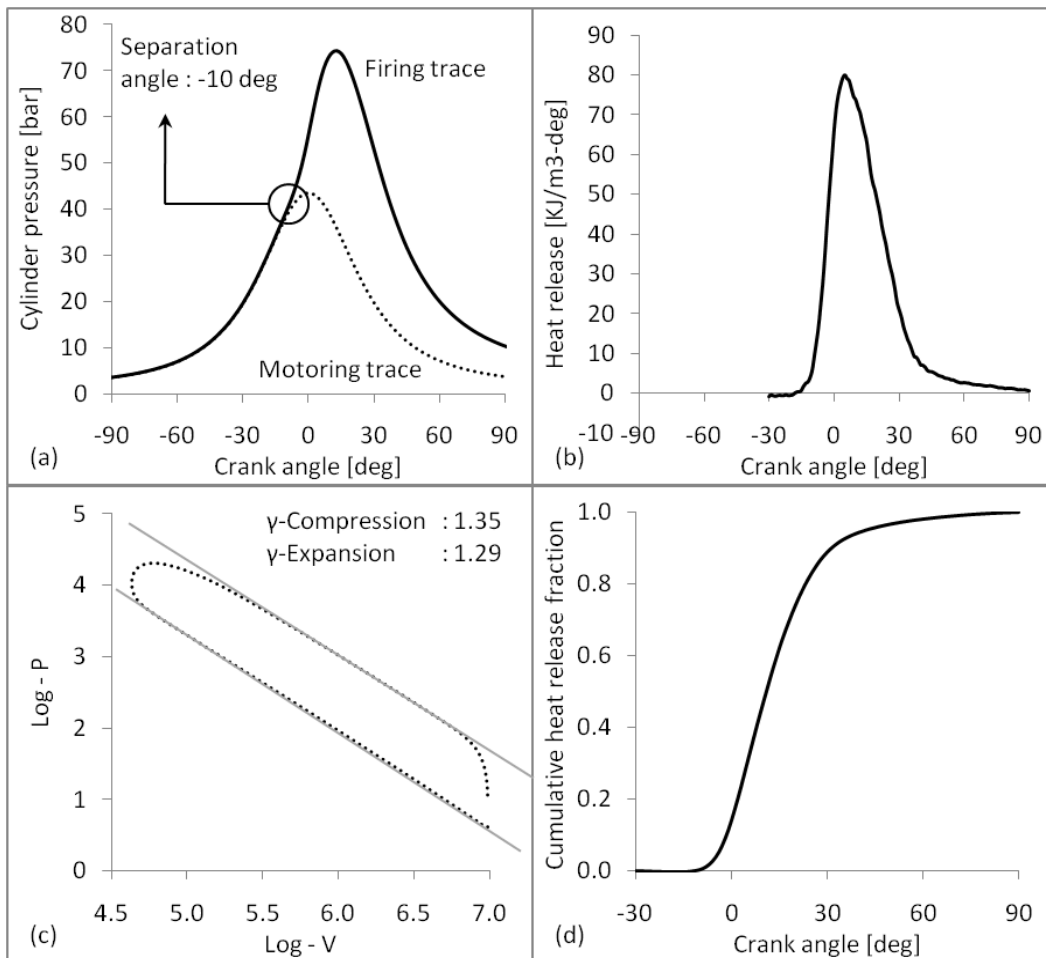 80
70
60
50
40
30
20
10
0
Cylinder pressure [bar]
Separation
angle : -10 deg
Firing trace
Motoring trace
-90 -60 -30 0 30 60 90
(a)
Crank angle [deg]
90
80
70
60
50
40
30
20
10
0
-10
Heat release [KJ/m3-deg]
-90 -60 -30 0 30 60 90
(b)
Crank angle [deg]
5
4
3
2
1
0
Log - P
γ-Compression : 1.35
γ-Expansion : 1.29
4.5 5.0 5.5 6.0 6.5 7.0
(c)
Log - V
1.0
0.8
0.6
0.4
0.2
0.0
Cumulative heat release fraction
-30 0 30 60 90
(d)
Crank angle [deg]